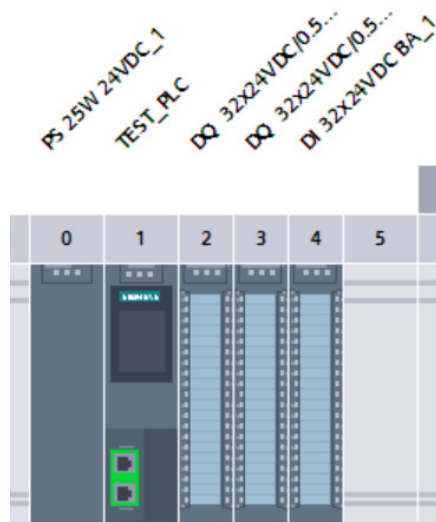 PS 25W 24VDC_1
TEST_PLC
DQ 32x24VDC/0.5...
DQ 32x24VDC/0.5...
DI 32x24VDC BA_1
0
1
2
3
4
5
SIEMENS